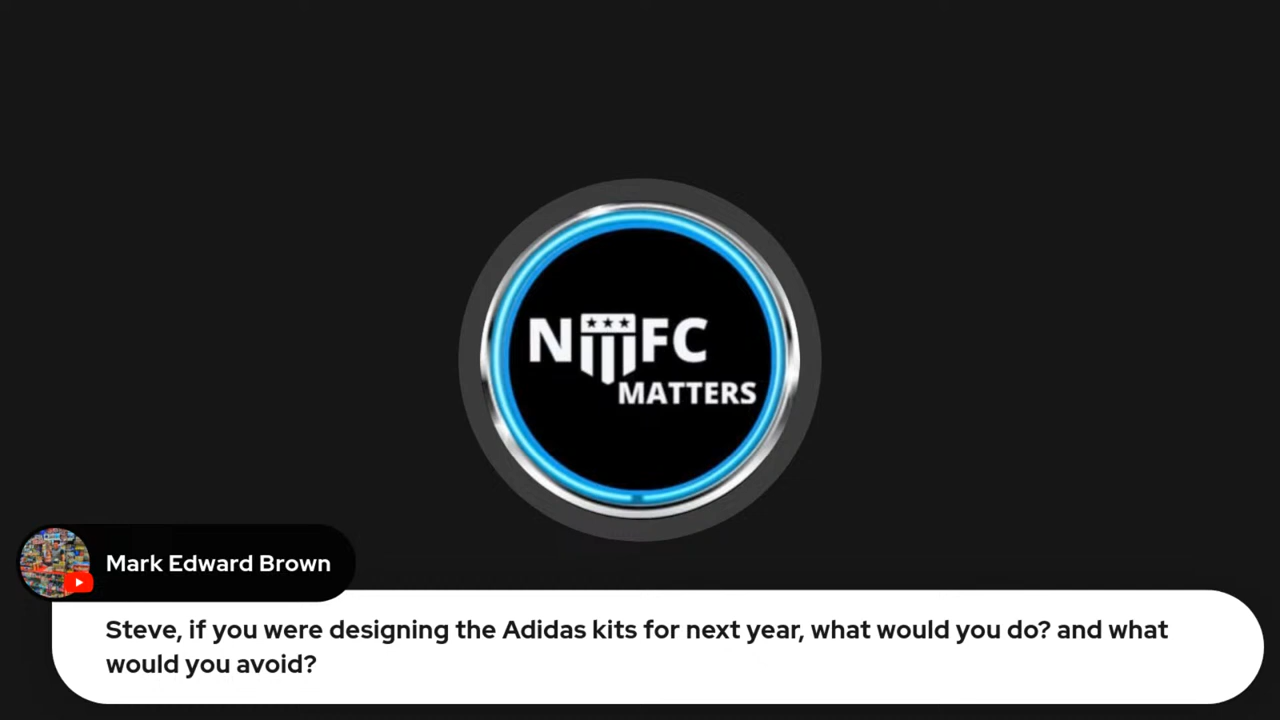 NUFC
MATTERS
Mark Edward Brown
Steve, if you were designing the Adidas kits for next year, what would you do? and what
would you avoid?